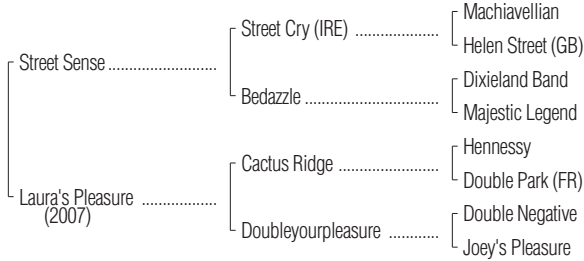 Machiavellian
Street Cry (IRE) ....................
Helen Street (GB)
Street Sense ..........................
Dixieland Band
Bedazzle ................................
Majestic Legend
Hennessy
Cactus Ridge ........................
Double Park (FR)
Laura's Pleasure ..................
(2007)
Double Negative
Doubleyourpleasure ............
Joey's Pleasure